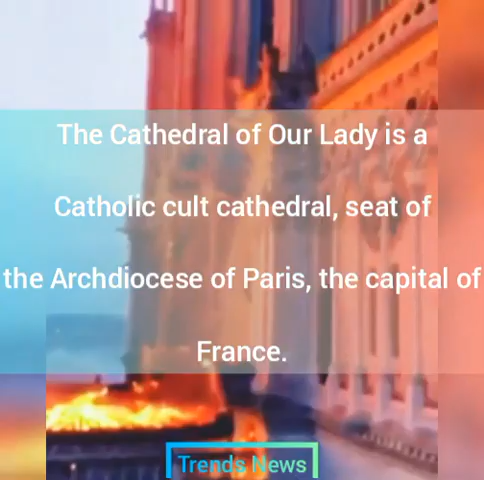 The Cathedral of Our Lady is a
Catholic cult cathedral, seat of
the Archdiocese of Paris, the capital of
France.
Trends News